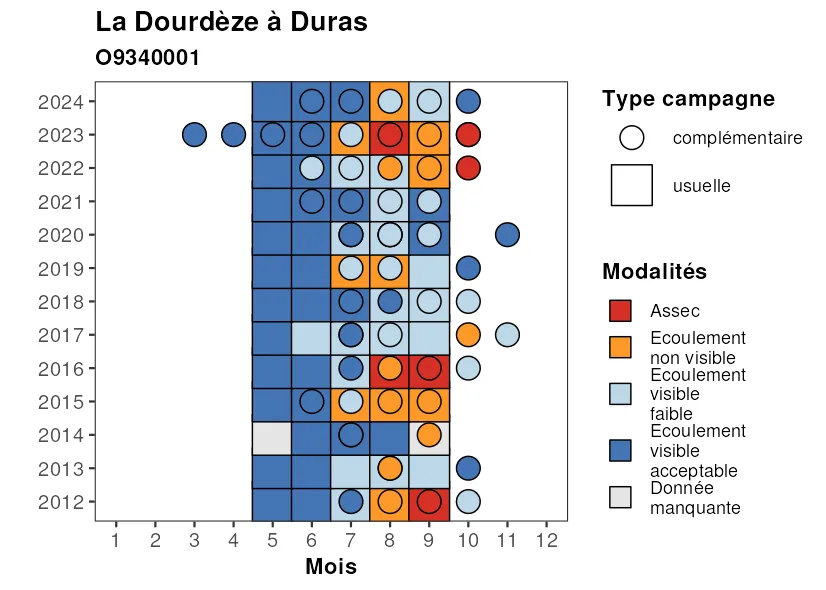 La Dourdèze à Duras
O9340001
2024
2023
2022
2021
2020
2019
2018
2017
2016
2015
2014
2013
2012
1 2 3 4 5 6 7 8 9 10 11 12
Mois
Type campagne
complémentaire
usuelle
Modalités
Assec
Ecoulement
non visible
Ecoulement
visible
faible
Ecoulement
visible
acceptable
Donnée
manquante